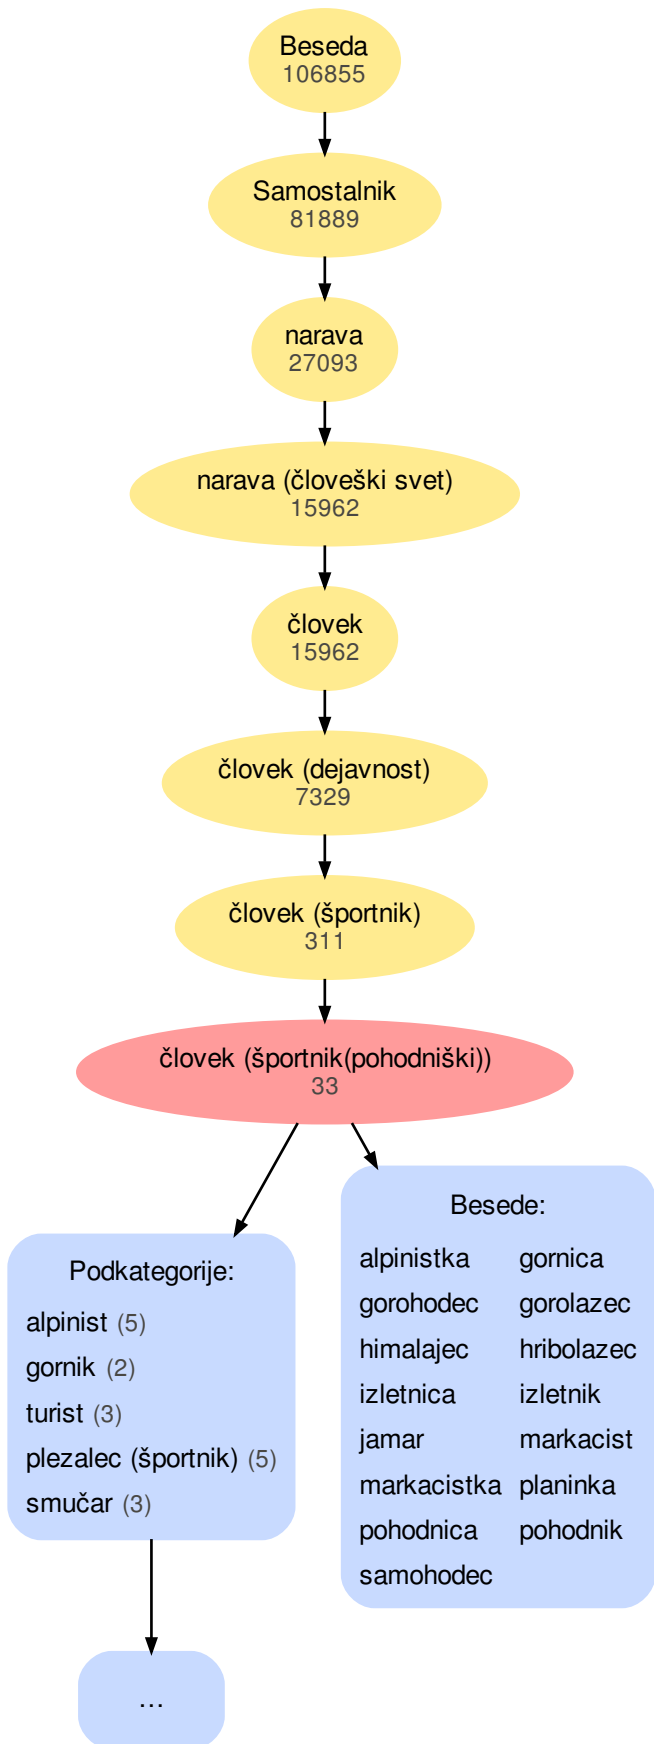 Beseda
106855
Samostalnik
81889
narava
27093
narava (človeški svet)
15962
človek
15962
človek (dejavnost)
7329
človek (športnik)
311
človek (športnik(pohodniški))
33
Podkategorije:
alpinist (5)
gornik (2)
turist (3)
plezalec (športnik) (5)
smučar (3)
...
Besede:
alpinistka gornica
gorohodec gorolazec
himalajec hribolazec
izletnica izletnik
jamar markacist
markacistka planinka
pohodnica pohodnik
samohodec